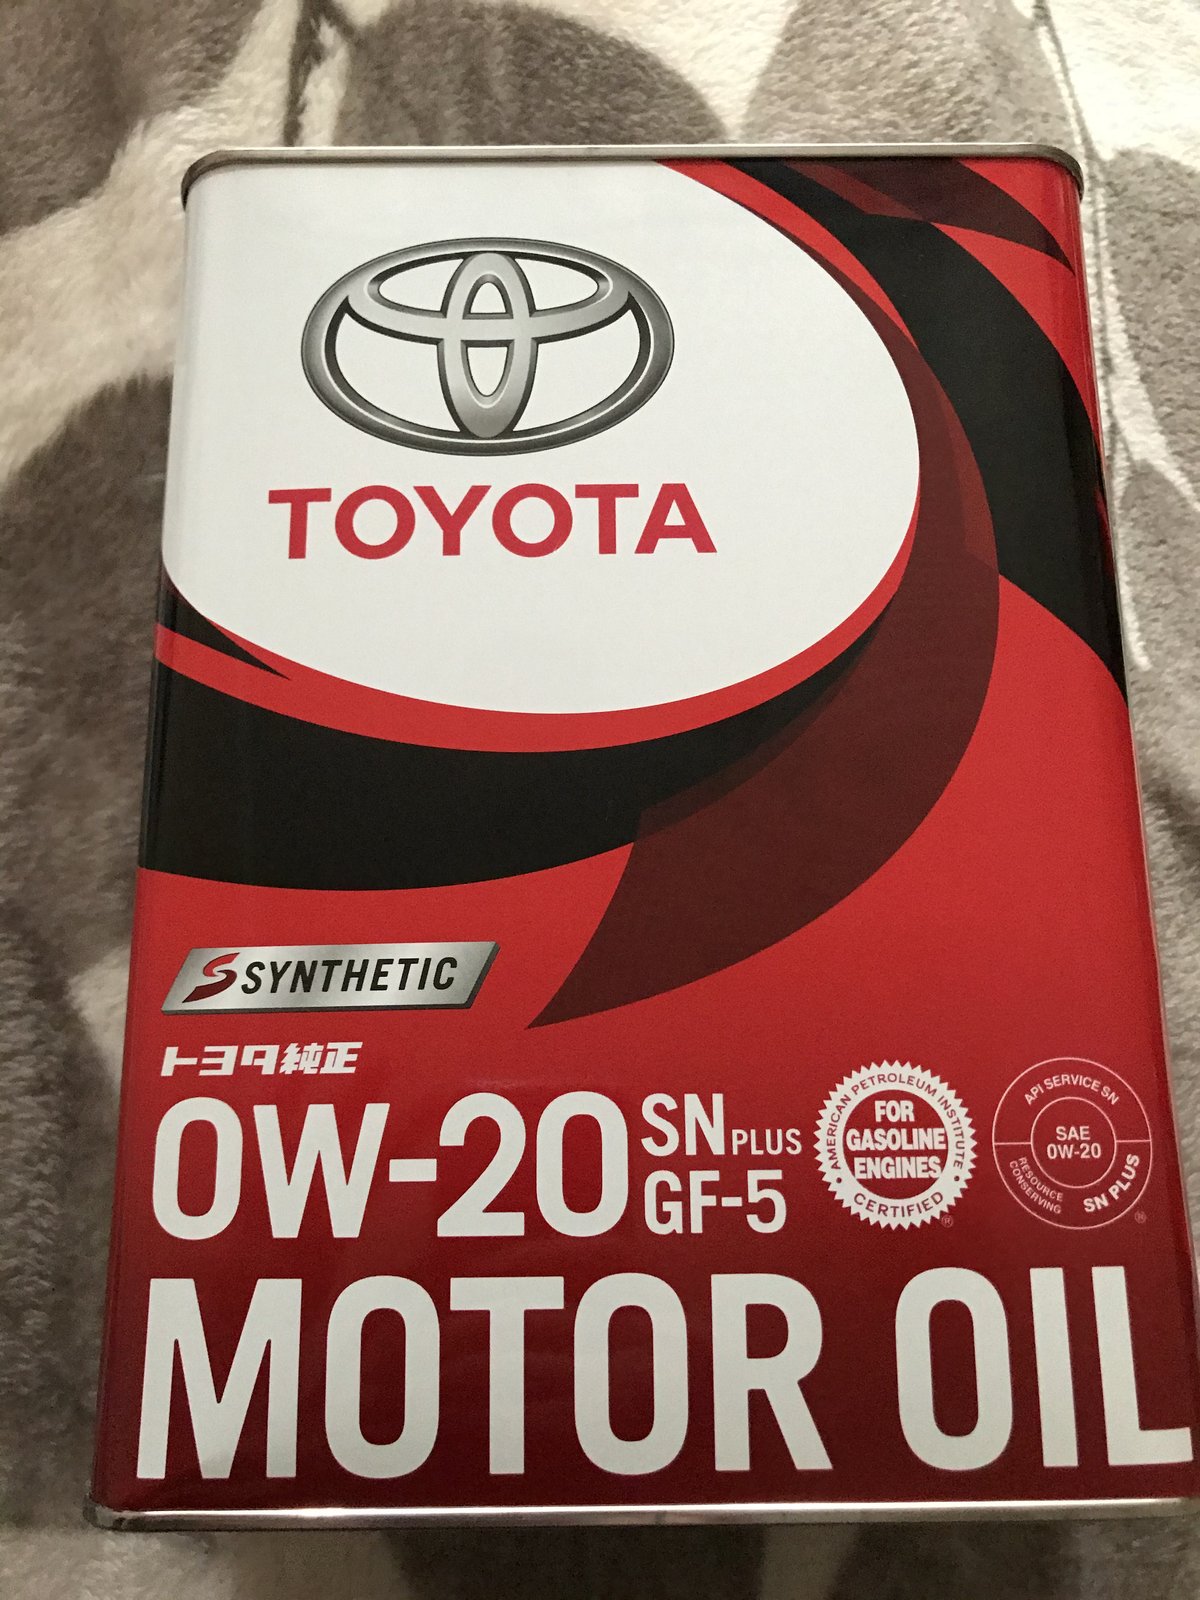 TOYOTA
S SYNTHETIC
トヨタ純正
0W-20
SN PLUS
GF-5
AMERICAN PETROLEUM INSTITUTE
FOR
GASOLINE
ENGINES
CERTIFIED
®
API SERVICE SN
SAE
0W-20
RESOURCE
CONSERVING
SN PLUS
®
MOTOR OIL